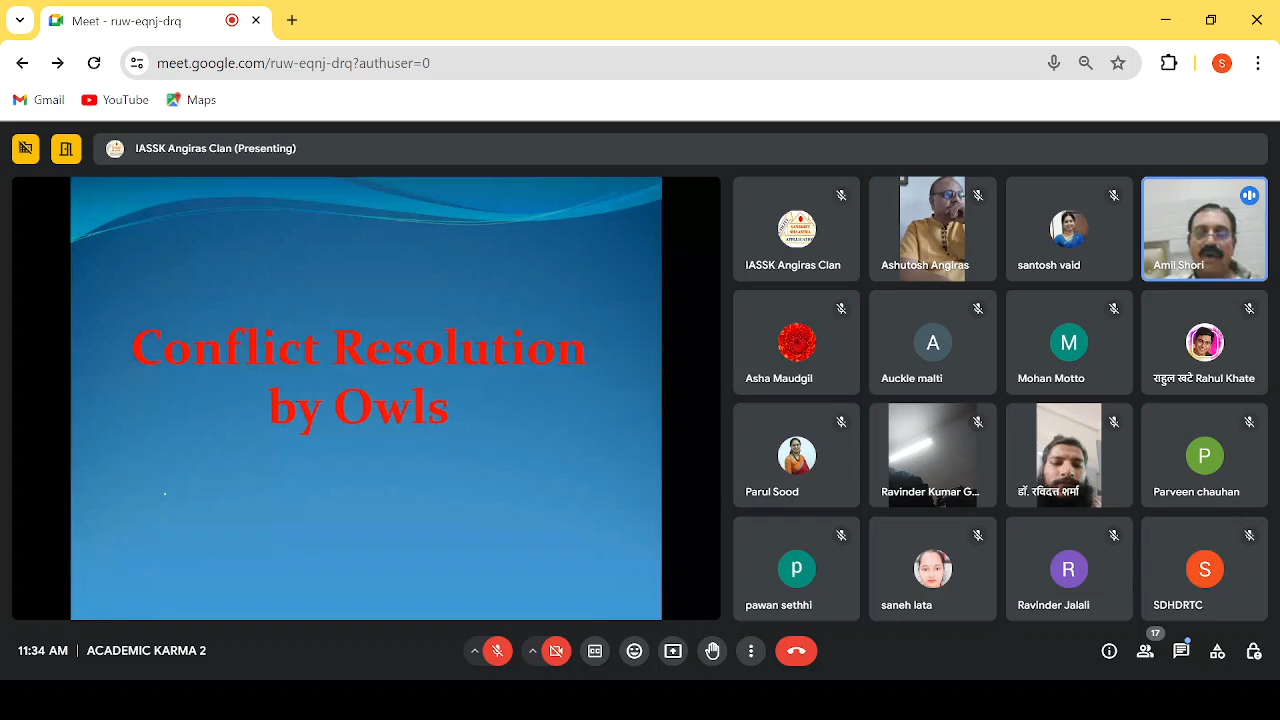 Meet - ruw-eqnj-drq
meet.google.com/ruw-eqnj-drq?authuser=0
S
Gmail
YouTube
Maps
IASSK Angiras Clan (Presenting)
Conflict Resolution
by Owls
IASSK Angiras Clan
Ashutosh Angiras
santosh vaid
Amil Shori
Asha Maudgil
A
Auckle malti
M
Mohan Motto
राहुल खटे Rahul Khate
Parul Sood
Ravinder Kumar G...
डॉ. रविदत्त शर्मा
P
Parveen chauhan
p
pawan sethhi
saneh lata
R
Ravinder Jalali
S
SDHDRTC
11:34 AM
ACADEMIC KARMA 2
CC
17